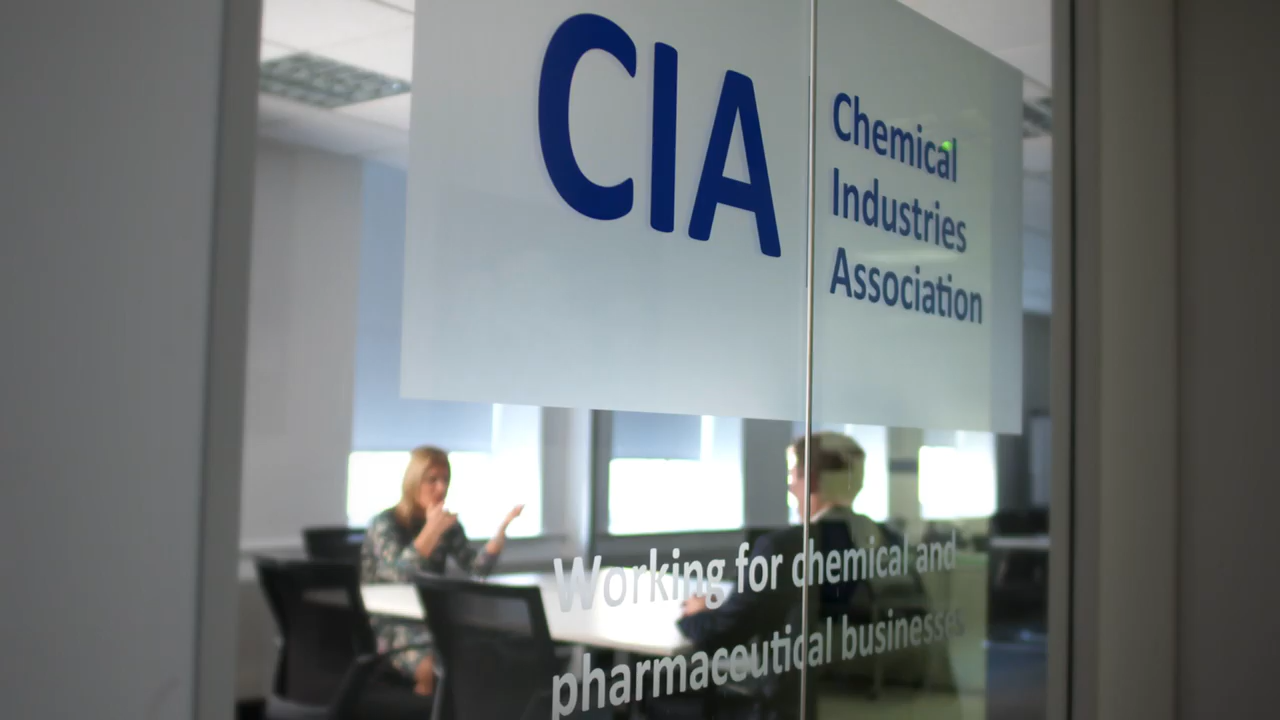 CIA
Chemical
Industries
Association
Working for chemical and
pharmaceutical businesses